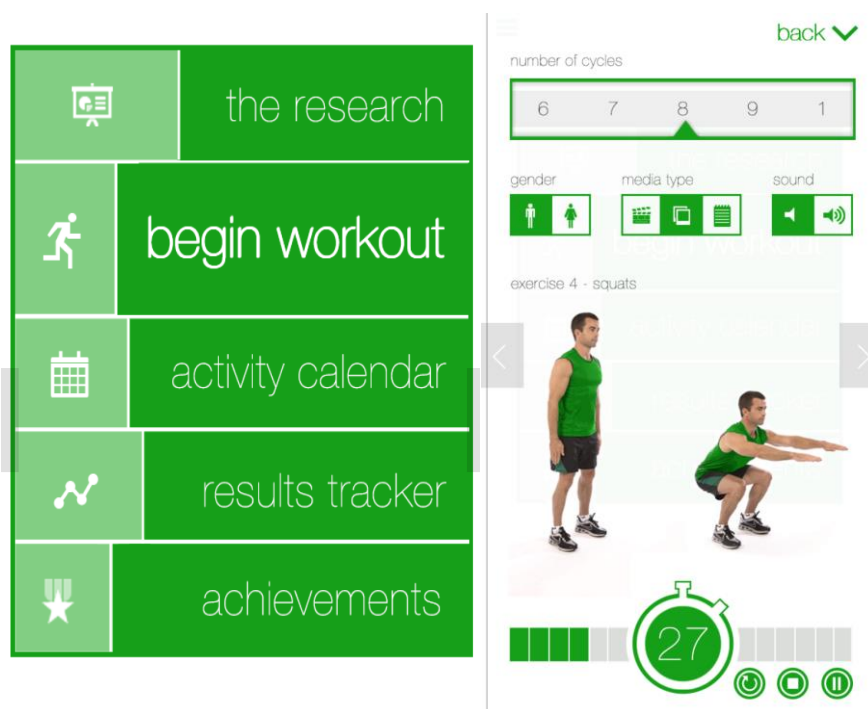 the research
begin workout
activity calendar
results tracker
achievements
back
number of cycles
6 7 8 9 1
gender media type sound
exercise 4 - squats
27